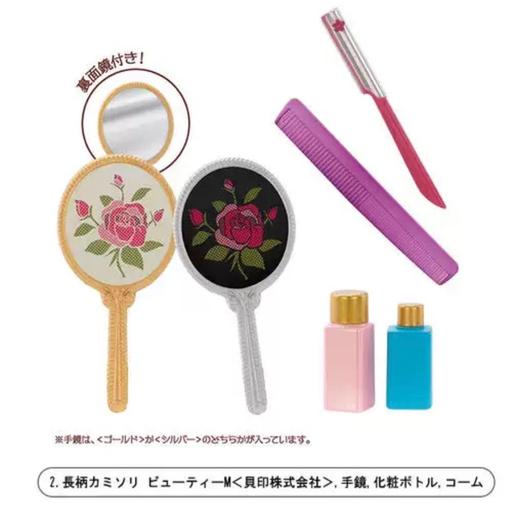 裏面鏡付き!
※手鏡は、<ゴールド>か<シルバー>のどちらかが入っています。
2.長柄カミソリ ビューティーM<貝印株式会社>,手鏡,化粧ボトル,コーム